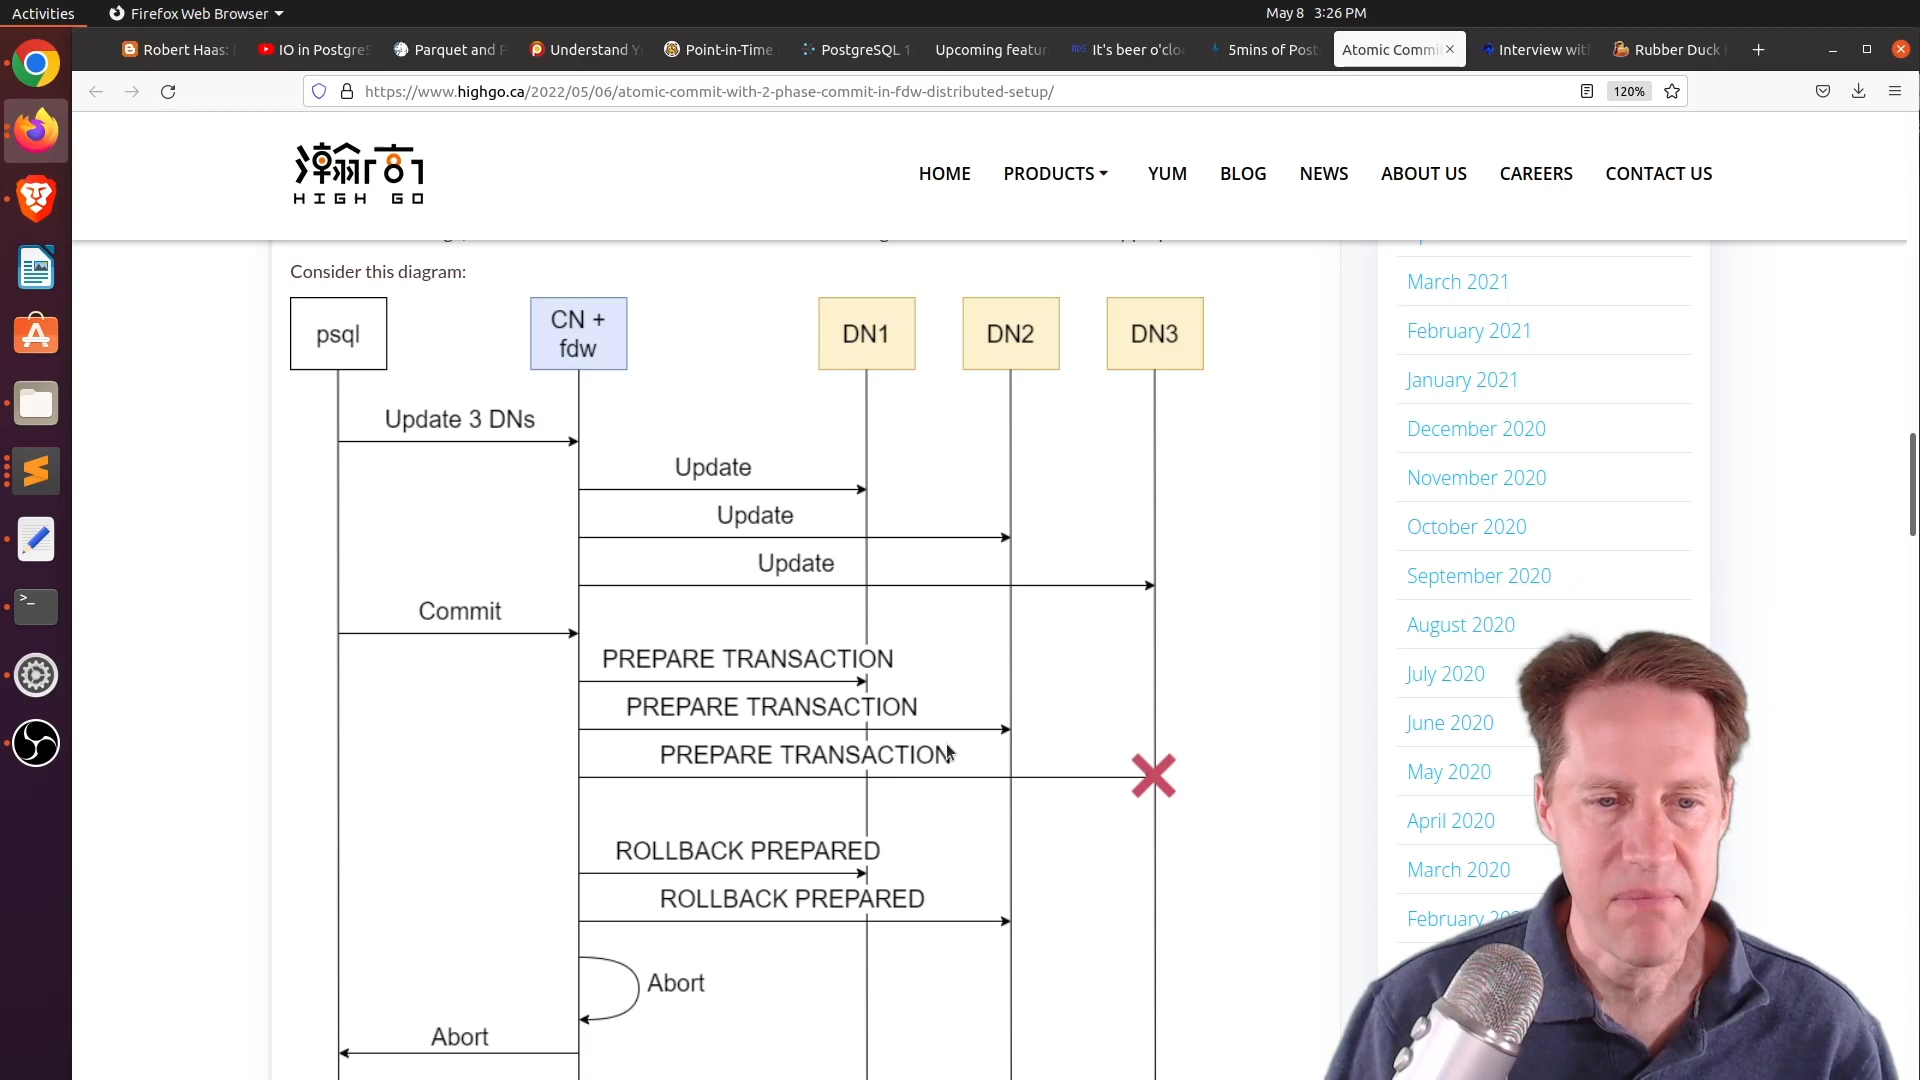 Activities
Firefox Web Browser
May 8 3:26 PM
Robert Haas:
IO in Postgre
Parquet and
Understand
Point-in-Time
PostgreSQL 1
Upcoming featu
It's beer o'clo
5mins of Post
Atomic Commi
Interview wit
Rubber Duck
https://www.highgo.ca/2022/05/06/atomic-commit-with-2-phase-commit-in-fdw-distributed-setup/
120%
瀚高
HIGH GO
HOME
PRODUCTS
YUM
BLOG
NEWS
ABOUT US
CAREERS
CONTACT US
Consider this diagram:
psql
CN +
fdw
DN1
DN2
DN3
Update 3 DNs
Update
Update
Update
Commit
PREPARE TRANSACTION
PREPARE TRANSACTION
PREPARE TRANSACTION
ROLLBACK PREPARED
ROLLBACK PREPARED
Abort
Abort
March 2021
February 2021
January 2021
December 2020
November 2020
October 2020
September 2020
August 2020
July 2020
June 2020
May 2020
April 2020
March 2020
February